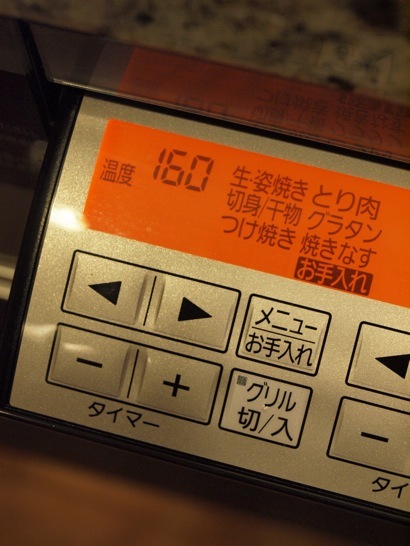 温度 160
生姜焼き とり肉
切身/干物 グラタン
つけ焼き 焼きなす
お手入れ
メニュー
お手入れ
グリル
切/入
タイマー
タイ